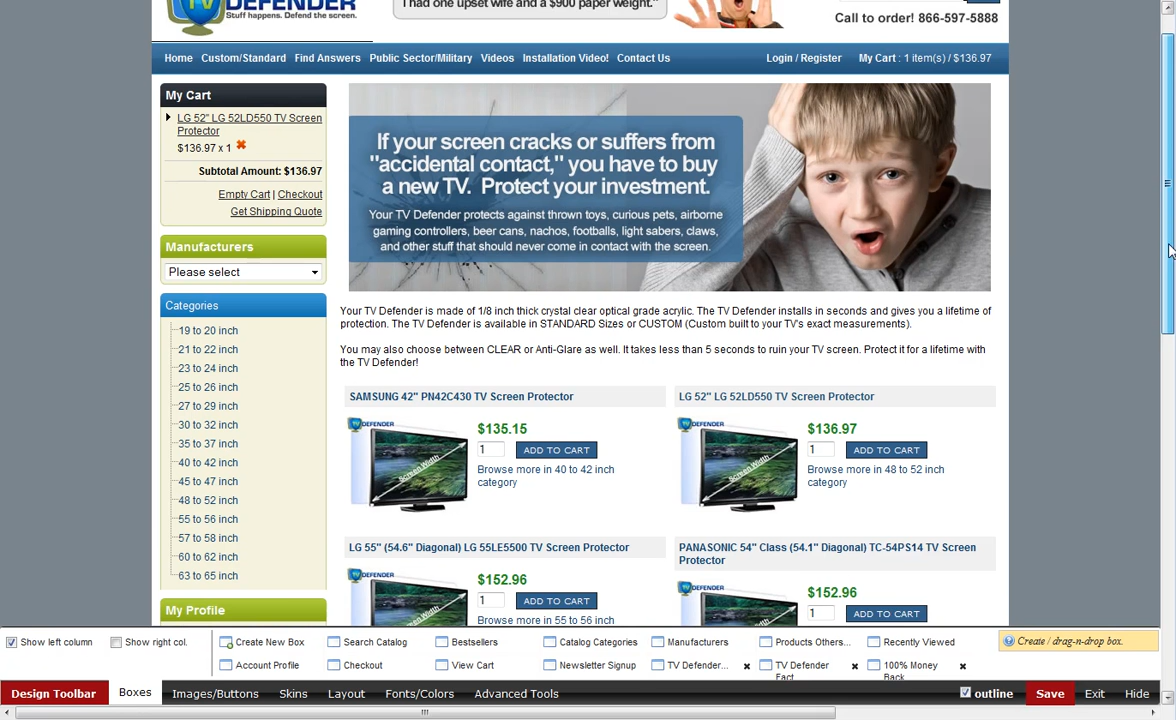 TV DEFENDER
Stuff happens. Defend the screen.
I had one upset wife and a $900 paper weight."
Call to order! 866-597-5888
Home Custom/Standard Find Answers Public Sector/Military Videos Installation Video! Contact Us Login / Register My Cart : 1 item(s) / $136.97
My Cart
LG 52" LG 52LD550 TV Screen
Protector
$136.97 x 1
Subtotal Amount: $136.97
Empty Cart | Checkout
Get Shipping Quote
Manufacturers
Please select
Categories
19 to 20 inch
21 to 22 inch
23 to 24 inch
25 to 26 inch
27 to 29 inch
30 to 32 inch
35 to 37 inch
40 to 42 inch
45 to 47 inch
48 to 52 inch
55 to 56 inch
57 to 58 inch
60 to 62 inch
63 to 65 inch
My Profile
If your screen cracks or suffers from
"accidental contact," you have to buy
a new TV. Protect your investment.
Your TV Defender protects against thrown toys, curious pets, airborne
gaming controllers, beer cans, nachos, footballs, light sabers, claws,
and other stuff that should never come in contact with the screen.
Your TV Defender is made of 1/8 inch thick crystal clear optical grade acrylic. The TV Defender installs in seconds and gives you a lifetime of
protection. The TV Defender is available in STANDARD Sizes or CUSTOM (Custom built to your TV's exact measurements).
You may also choose between CLEAR or Anti-Glare as well. It takes less than 5 seconds to ruin your TV screen. Protect it for a lifetime with
the TV Defender!
SAMSUNG 42" PN42C430 TV Screen Protector
TV DEFENDER
Screen Width
$135.15
1 ADD TO CART
Browse more in 40 to 42 inch
category
LG 52" LG 52LD550 TV Screen Protector
TV DEFENDER
Screen Width
$136.97
1 ADD TO CART
Browse more in 48 to 52 inch
category
LG 55" (54.6" Diagonal) LG 55LE5500 TV Screen Protector
TV DEFENDER
$152.96
1 ADD TO CART
Browse more in 55 to 56 inch
PANASONIC 54" Class (54.1" Diagonal) TC-54PS14 TV Screen
Protector
TV DEFENDER
$152.96
1 ADD TO CART
Show left column Show right col. Create New Box Search Catalog Bestsellers Catalog Categories Manufacturers Products Others... Recently Viewed Create / drag-n-drop box.
Account Profile Checkout View Cart Newsletter Signup TV Defender... TV Defender 100% Money
Fact Back
Design Toolbar Boxes Images/Buttons Skins Layout Fonts/Colors Advanced Tools outline Save Exit Hide